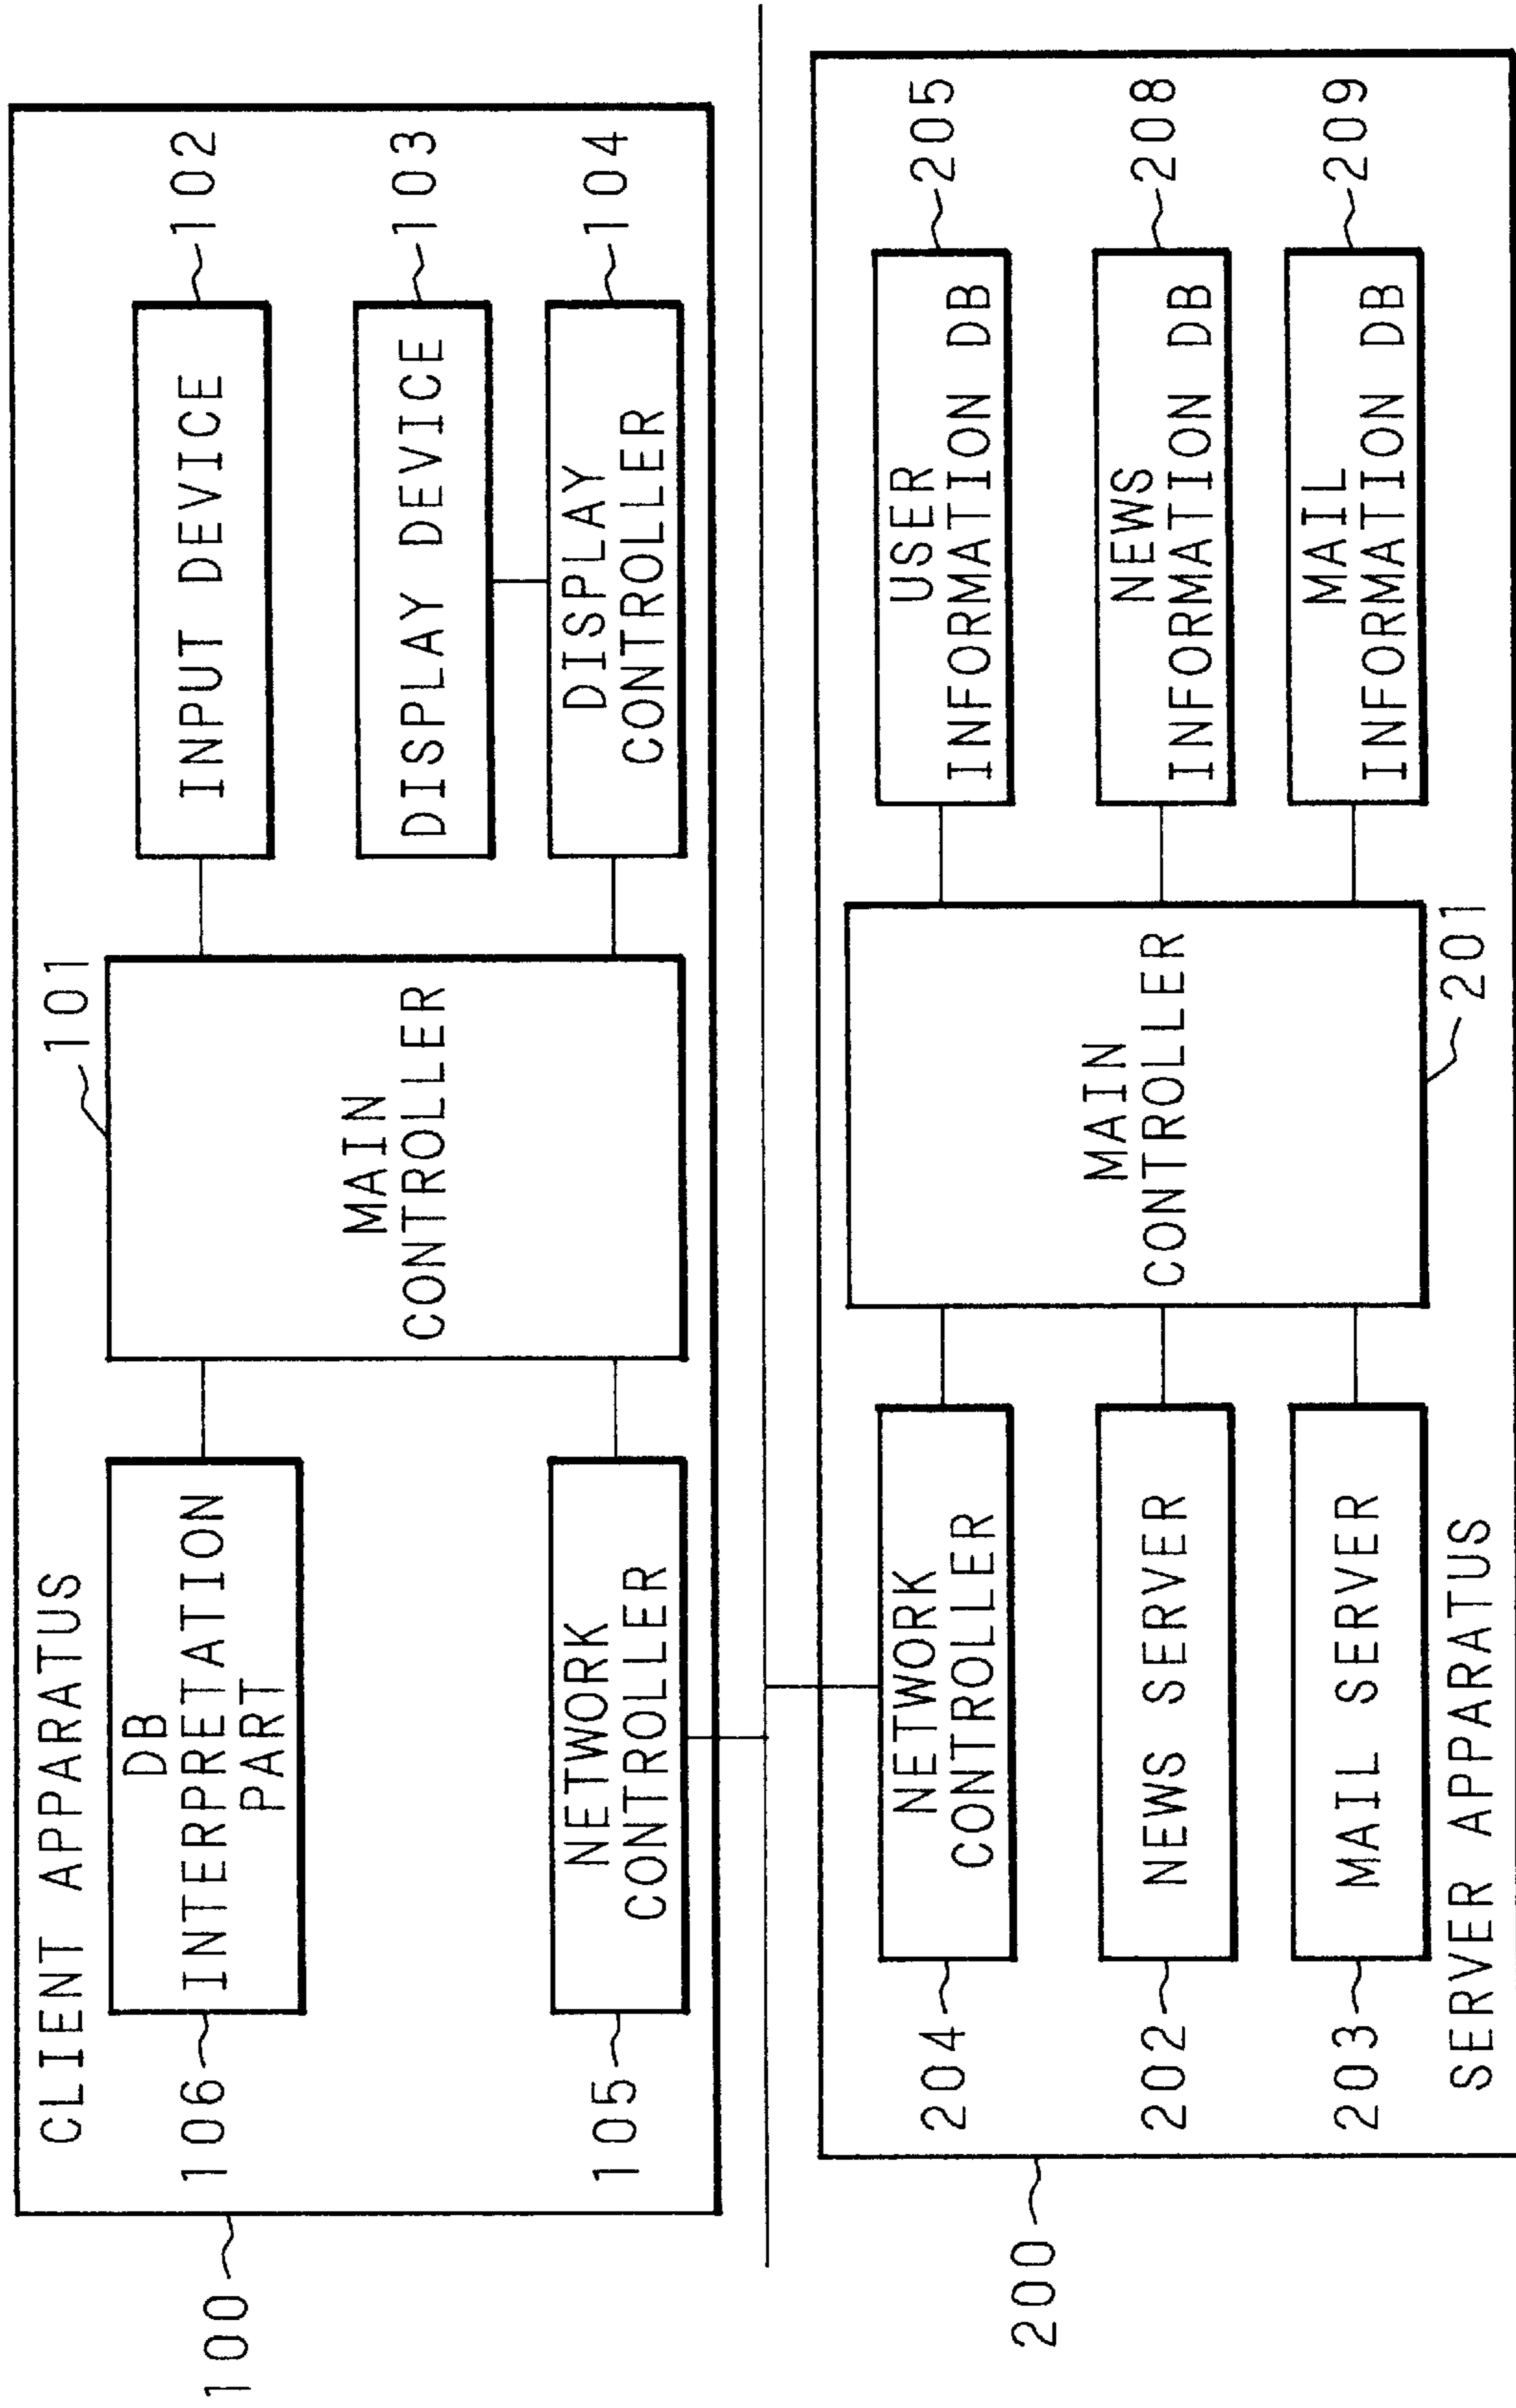 CLIENT APPARATUS
100
106
DB
INTERPRETATION
PART
101
MAIN
CONTROLLER
INPUT DEVICE
102
DISPLAY DEVICE
103
105
NETWORK
CONTROLLER
DISPLAY
CONTROLLER
104
200
204
NETWORK
CONTROLLER
MAIN
CONTROLLER
USER
INFORMATION DB
205
202
NEWS SERVER
NEWS
INFORMATION DB
208
203
MAIL SERVER
MAIL
INFORMATION DB
209
201
SERVER APPARATUS